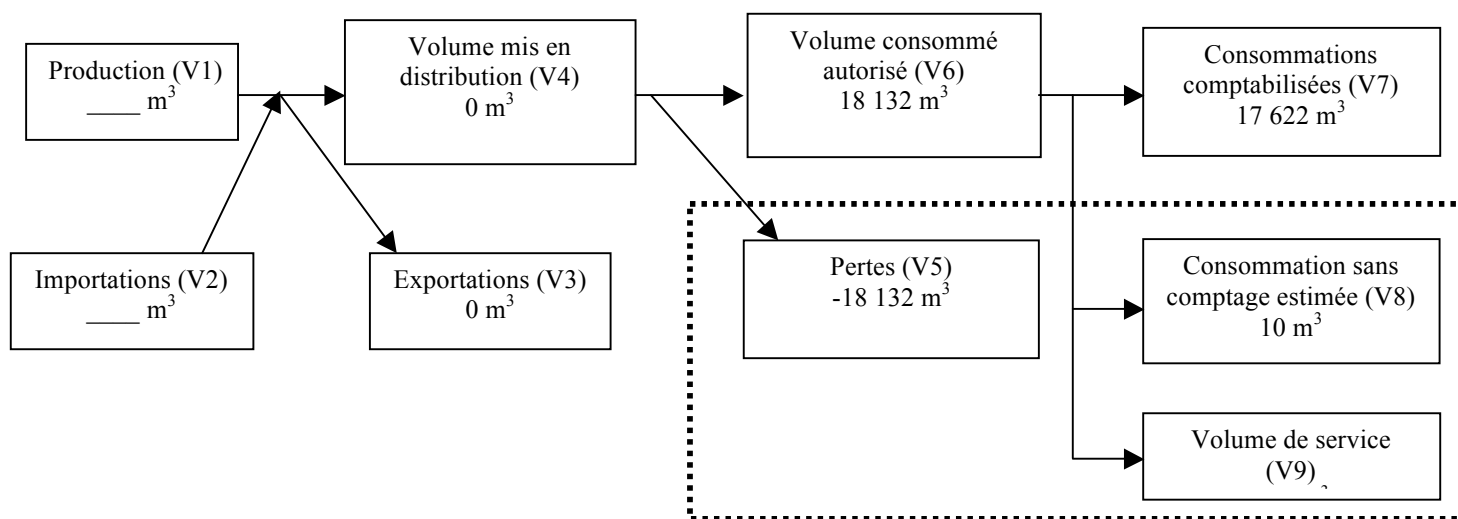 Production (V1)
____ m³
Volume mis en
distribution (V4)
0 m³
Volume consommé
autorisé (V6)
18 132 m³
Consommations
comptabilisées (V7)
17 622 m³
Importations (V2)
____ m³
Exportations (V3)
0 m³
Pertes (V5)
-18 132 m³
Consommation sans
comptage estimée (V8)
10 m³
Volume de service
(V9)